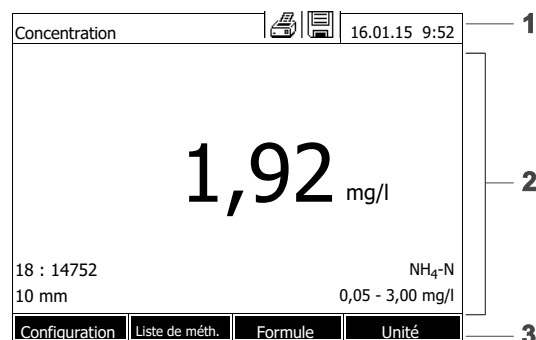 Concentration 16.01.15 9:52 1
1,92 mg/l 2
18 : 14752 NH₄-N
10 mm 0,05 - 3,00 mg/l
Configuration Liste de méth. Formule Unité 3